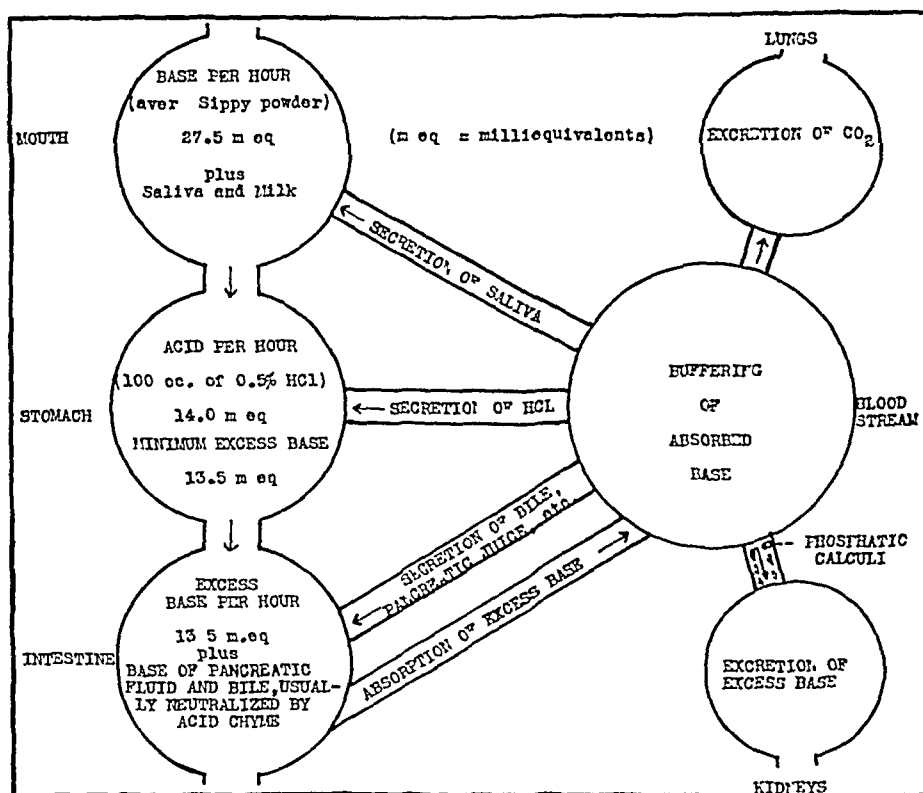 LUNGS
BASE PER HOUR
(aver Sippy powder)
27.5 m eq
plus
Saliva and Milk
MOUTH
(m eq = milliequivalents)
EXCRETION OF CO2
← SECRETION OF SALIVA
ACID PER HOUR
(100 cc. of 0.5% HCl)
14.0 m eq
MINIMUM EXCESS BASE
13.5 m eq
STOMACH
← SECRETION OF HCL
BUFFERING
OF
ABSORBED
BASE
BLOOD
STREAM
SECRETION OF BILE,
PALCREATIC JUICE, etc.
ABSORPTION OF EXCESS BASE →
PHOSPHATIC
CALCULI
EXCESS
BASE PER HOUR
13 5 m.eq
plus
BASE OF PANCREATIC
FLUID AND BILE,USUAL-
LY NEUTRALIZED BY
ACID CHYME
INTESTINE
EXCRETION OF
EXCESS BASE
KIDNEYS